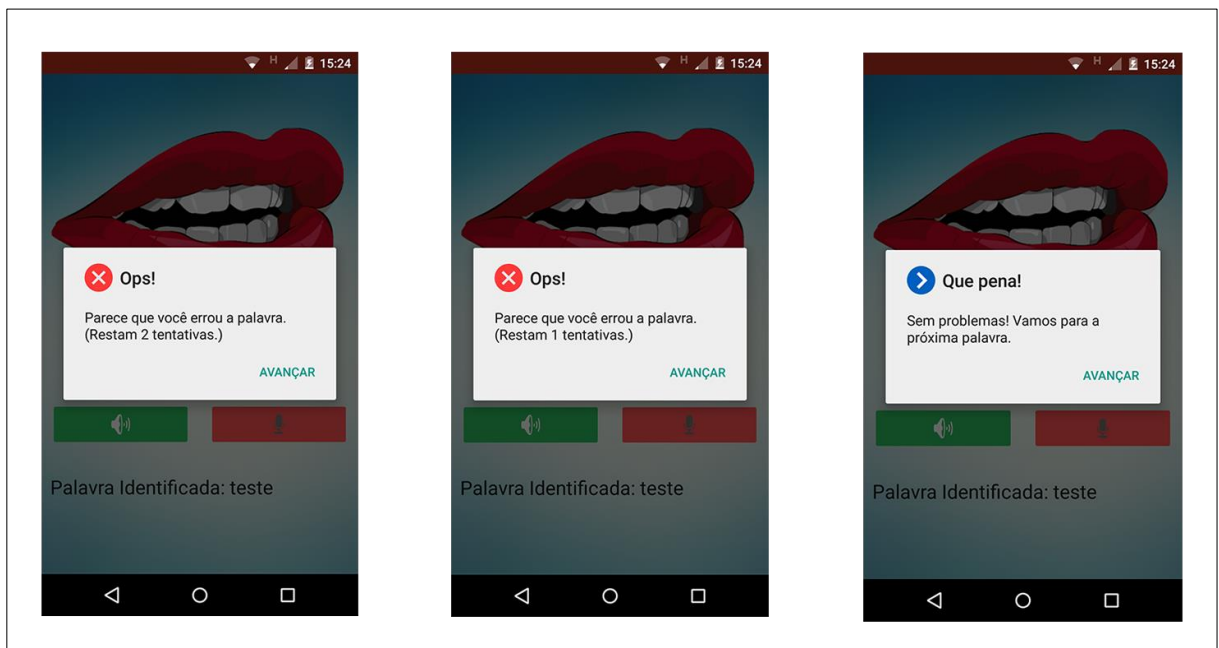 H 15:24
Ops!
Parece que você errou a palavra.
(Restam 2 tentativas.)
AVANÇAR
Palavra Identificada: teste
H 15:24
Ops!
Parece que você errou a palavra.
(Restam 1 tentativas.)
AVANÇAR
Palavra Identificada: teste
H 15:24
Que pena!
Sem problemas! Vamos para a
próxima palavra.
AVANÇAR
Palavra Identificada: teste